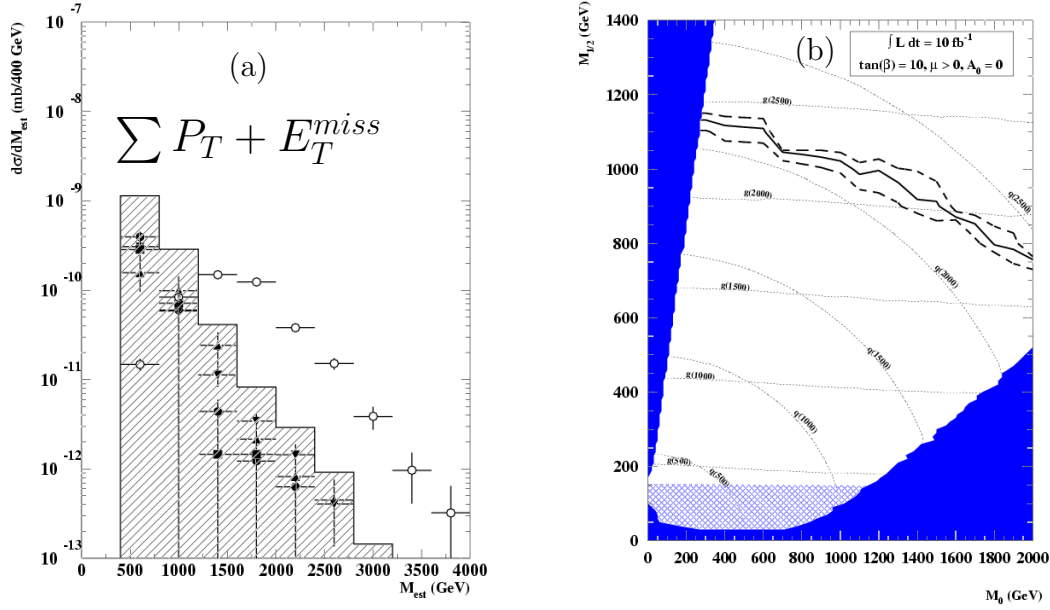 (a)
∑ P_T + E_T^{miss}
dσ/dM_est (mb/400 GeV)
10 -7
10 -8
10 -9
10 -10
10 -11
10 -12
10 -13
0 500 1000 1500 2000 2500 3000 3500 4000
M_est (GeV)
(b)
∫ L dt = 10 fb-1
tan(β) = 10, μ > 0, A_0 = 0
M_1/2 (GeV)
1400
1200
1000
800
600
400
200
0
g(2500)
g(2000)
g(1500)
g(1000)
g(500)
q(2500)
q(2000)
q(1500)
q(1000)
q(500)
0 200 400 600 800 1000 1200 1400 1600 1800 2000
M_0 (GeV)